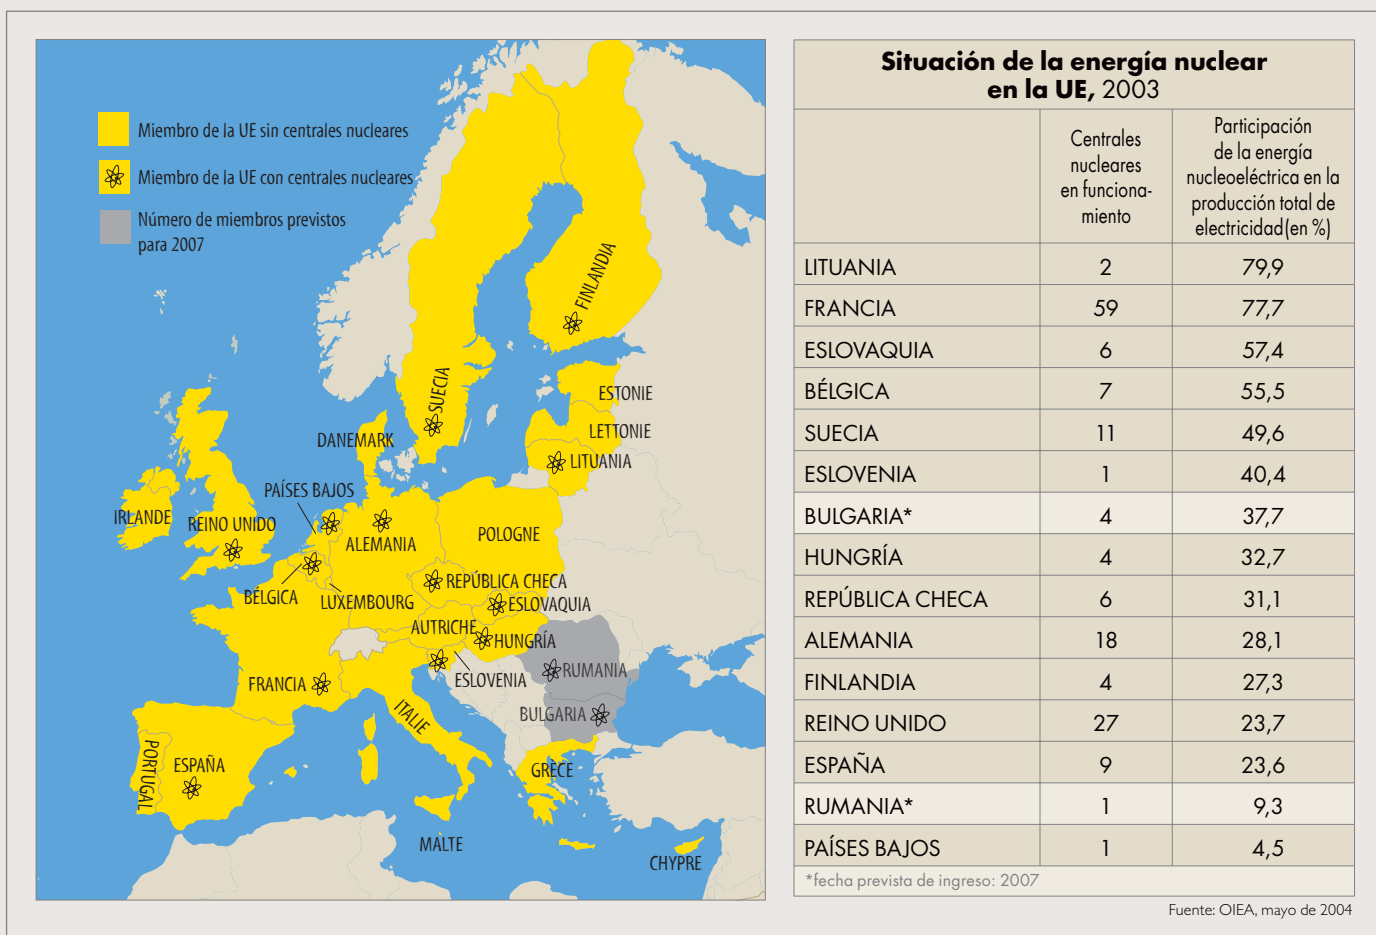 Miembro de la UE sin centrales nucleares
Miembro de la UE con centrales nucleares
Número de miembros previstos
para 2007
FINLANDIA
SUECIA
ESTONIE
LETTONIE
LITUANIA
DANEMARK
PAÍSES BAJOS
IRLANDE
REINO UNIDO
ALEMANIA
POLOGNE
BÉLGICA
LUXEMBOURG
REPÚBLICA CHECA
ESLOVAQUIA
AUTRICHE
HUNGRÍA
ESLOVENIA
RUMANIA
FRANCIA
BULGARIA
ITALIE
PORTUGAL
ESPAÑA
GRECE
MALTE
CHYPRE
Situación de la energía nuclear
en la UE, 2003
Centrales
nucleares
en funciona-
miento
Participación
de la energía
nucleoeléctrica en la
producción total de
electricidad(en %)
LITUANIA 2 79,9
FRANCIA 59 77,7
ESLOVAQUIA 6 57,4
BÉLGICA 7 55,5
SUECIA 11 49,6
ESLOVENIA 1 40,4
BULGARIA* 4 37,7
HUNGRÍA 4 32,7
REPÚBLICA CHECA 6 31,1
ALEMANIA 18 28,1
FINLANDIA 4 27,3
REINO UNIDO 27 23,7
ESPAÑA 9 23,6
RUMANIA* 1 9,3
PAÍSES BAJOS 1 4,5
*fecha prevista de ingreso: 2007
Fuente: OIEA, mayo de 2004